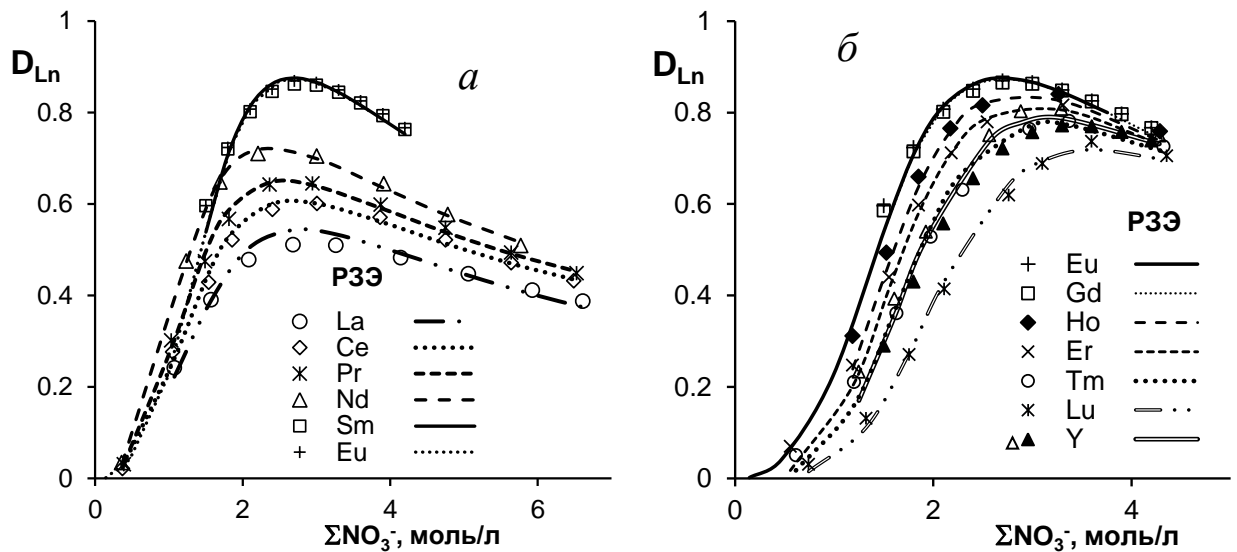 1
D_Ln
а
0.8
0.6
0.4
0.2
0
РЗЭ
La
Ce
Pr
Nd
Sm
Eu
0 2 4 6
ΣNO₃⁻, моль/л
1
D_Ln
б
0.8
0.6
0.4
0.2
0
РЗЭ
Eu
Gd
Ho
Er
Tm
Lu
Y
0 2 4
ΣNO₃⁻, моль/л